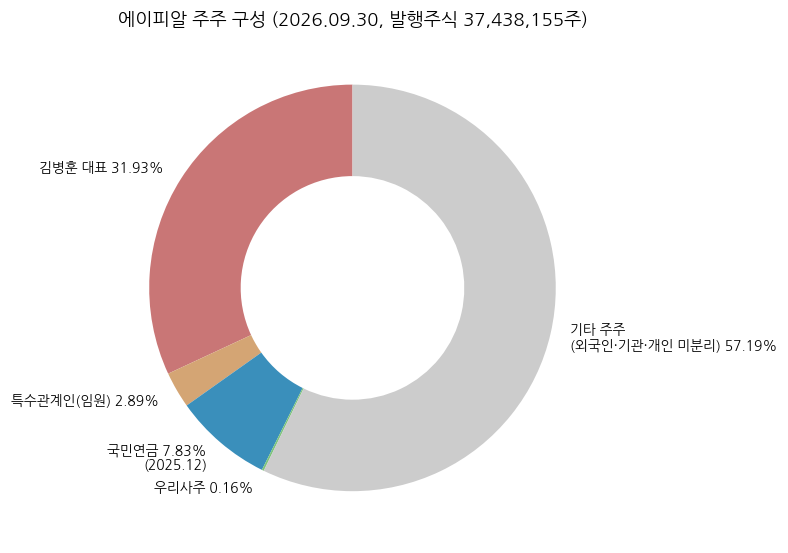 에이피알 주주 구성 (2026.09.30, 발행주식 37,438,155주)
김병훈 대표 31.93%
기타 주주
(외국인·기관·개인 미분리) 57.19%
특수관계인(임원) 2.89%
국민연금 7.83%
(2025.12)
우리사주 0.16%